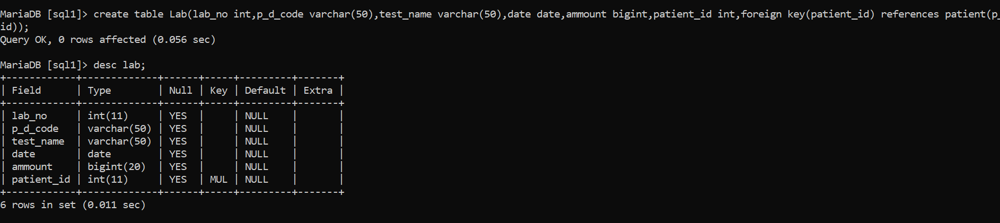 MariaDB [sql1]> create table Lab(lab_no int,p_d_code varchar(50),test_name varchar(50),date date,ammount bigint,patient_id int,foreign key(patient_id) references patient(p_
id));
Query OK, 0 rows affected (0.056 sec)

MariaDB [sql1]> desc lab;
+------------+-------------+------+-----+---------+-------+
| Field      | Type        | Null | Key | Default | Extra |
+------------+-------------+------+-----+---------+-------+
| lab_no     | int(11)     | YES  |     | NULL    |       |
| p_d_code   | varchar(50) | YES  |     | NULL    |       |
| test_name  | varchar(50) | YES  |     | NULL    |       |
| date       | date        | YES  |     | NULL    |       |
| ammount    | bigint(20)  | YES  |     | NULL    |       |
| patient_id | int(11)     | YES  | MUL | NULL    |       |
+------------+-------------+------+-----+---------+-------+
6 rows in set (0.011 sec)